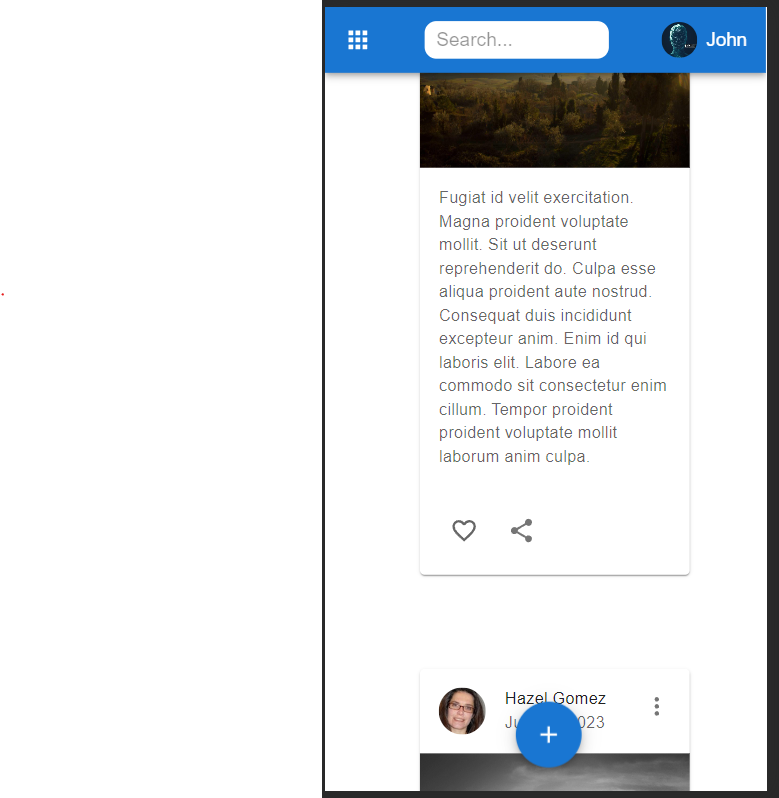 Search...
John
Fugiat id velit exercitation.
Magna proident voluptate
mollit. Sit ut deserunt
reprehenderit do. Culpa esse
aliqua proident aute nostrud.
Consequat duis incididunt
excepteur anim. Enim id qui
laboris elit. Labore ea
commodo sit consectetur enim
cillum. Tempor proident
proident voluptate mollit
laborum anim culpa.
Hazel Gomez
023